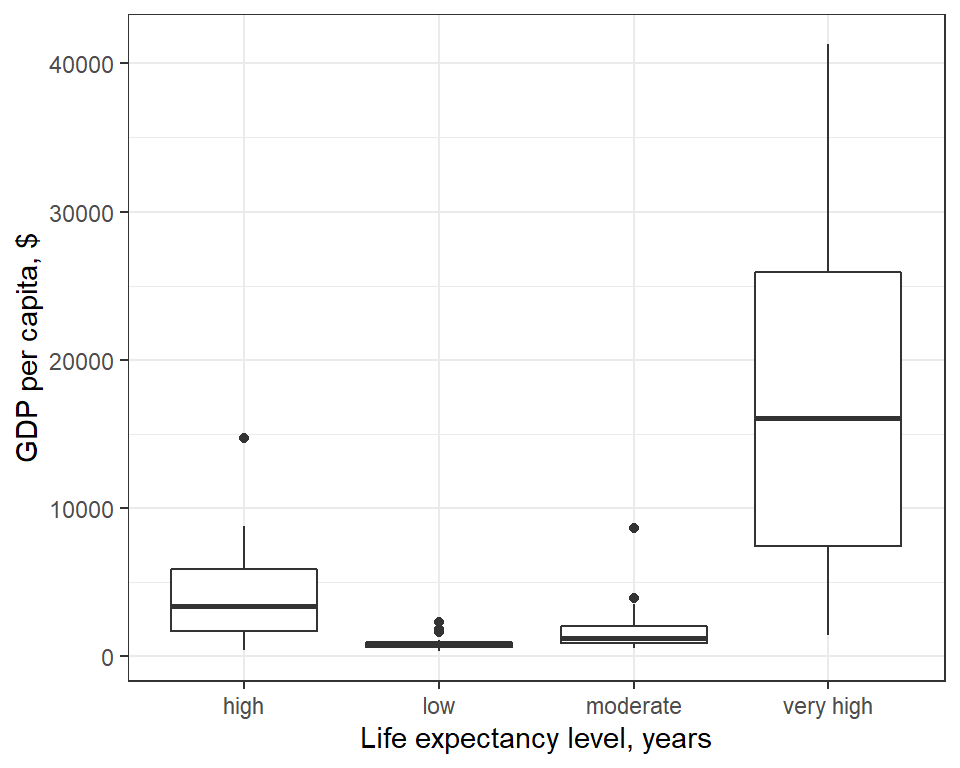 GDP per capita, $
40000
30000
20000
10000
0
high low moderate very high
Life expectancy level, years